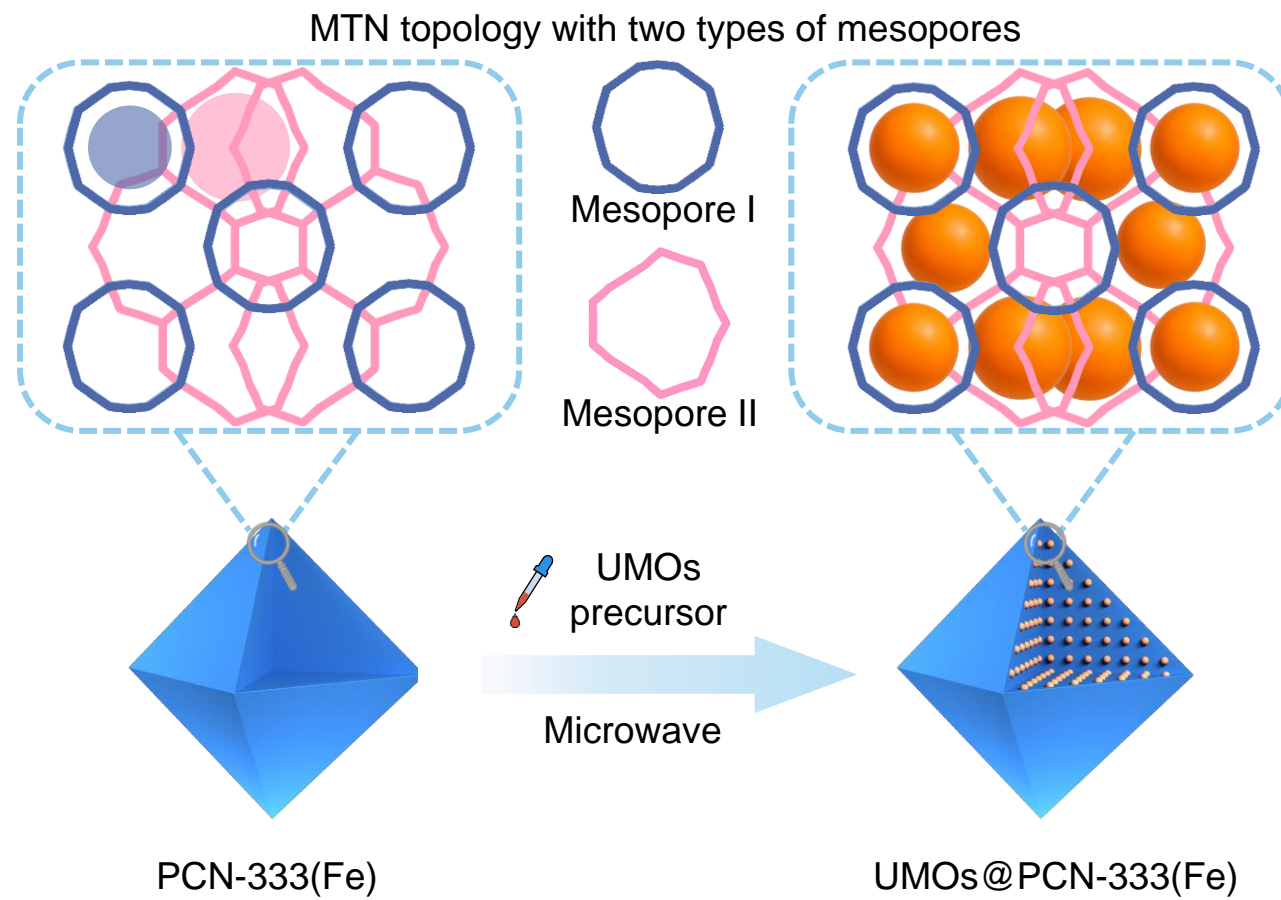 MTN topology with two types of mesopores
Mesopore I
Mesopore II
UMOs
precursor
Microwave
PCN-333(Fe)
UMOs@PCN-333(Fe)